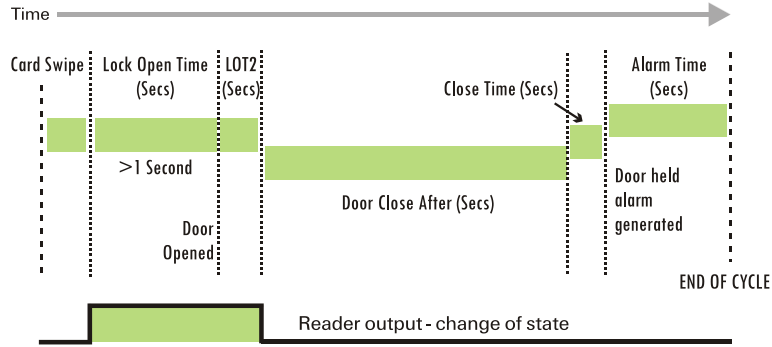 Time
Card Swipe
Lock Open Time
(Secs)
LOT2
(Secs)
Close Time (Secs)
Alarm Time
(Secs)
>1 Second
Door Close After (Secs)
Door
Opened
Door held
alarm
generated
END OF CYCLE
Reader output - change of state